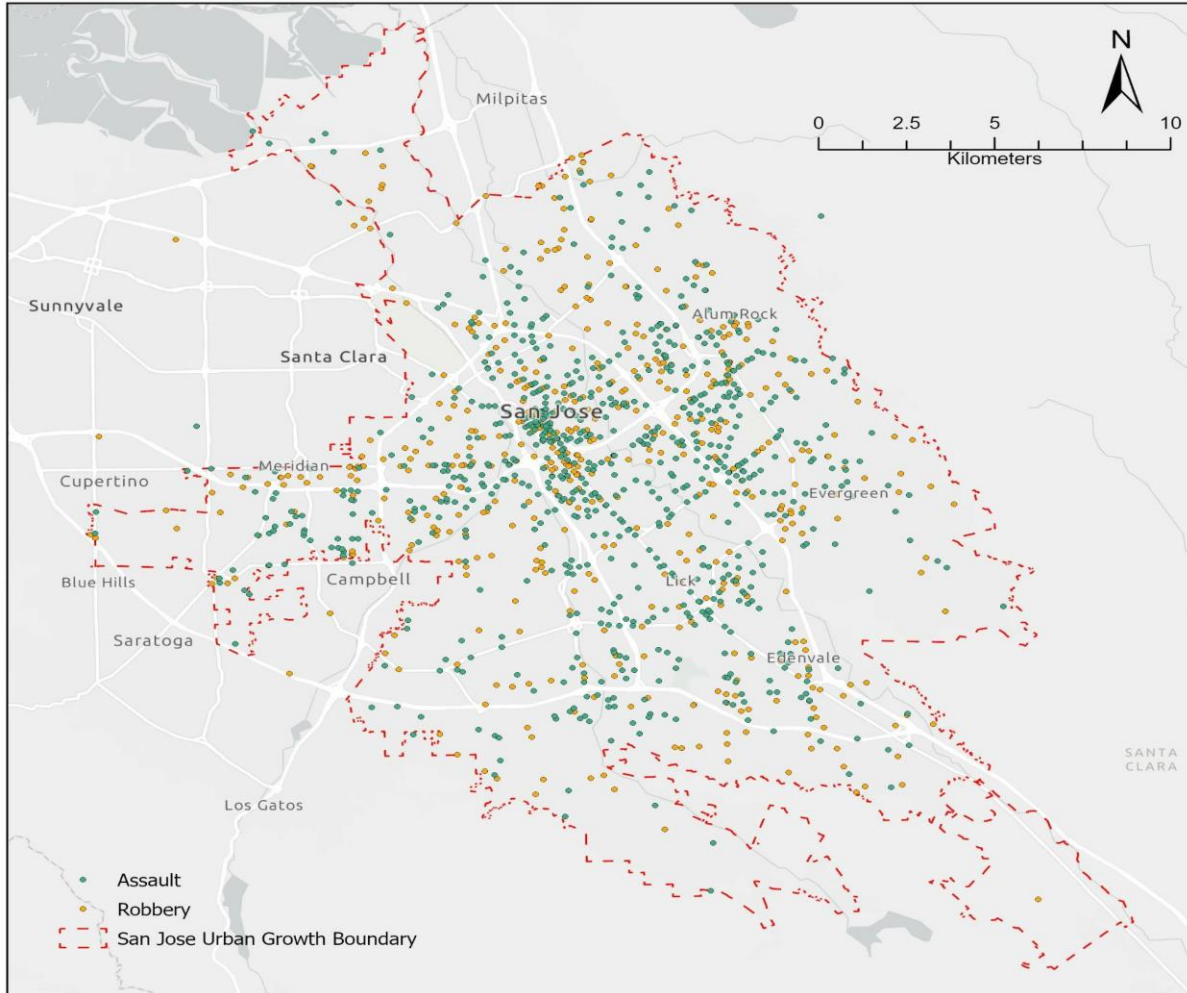 N
Milpitas
0 2.5 5 10
Kilometers
Sunnyvale
Alum Rock
Santa Clara
San Jose
Meridian
Cupertino
Evergreen
Blue Hills
Campbell
Lick
Saratoga
Edenvale
SANTA
CLARA
Los Gatos
Assault
Robbery
San Jose Urban Growth Boundary